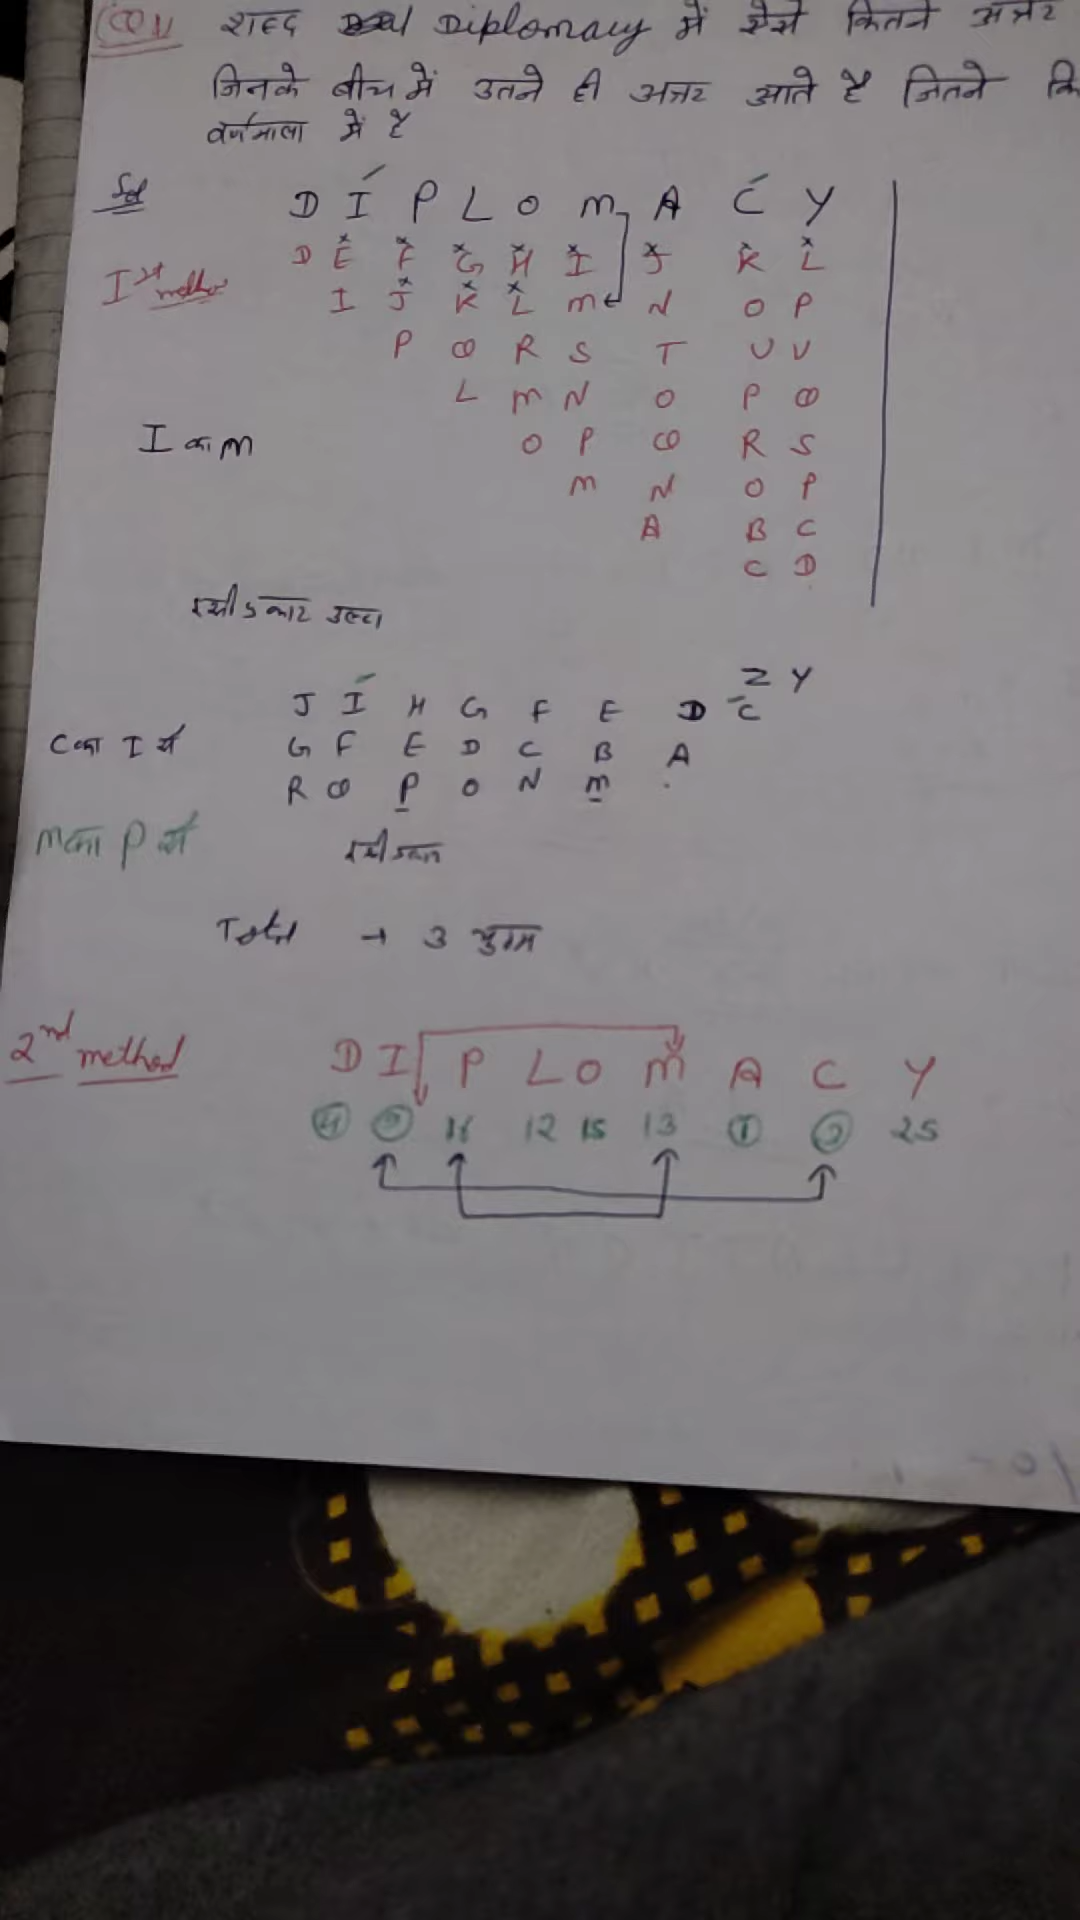 (Q1) शब्द Diplomacy में ऐसे कितने अक्षर
जिनके बीच में उतने ही अक्षर आते है जितने कि
वर्णमाला में है
Sol D I P L O M A C Y
Ist method D E F G H I J K L
I J K L M N O P
P Q R S T U V
L M N O P Q
I का M O P Q R S
M N O P
A B C
C D
इसी प्रकार उल्टा
Z Y
J I H G F E D C
C का I से G F E D C B A
R Q P O N M
M का P से इसी प्रकार
Total → 3 युग्म
2nd method D I P L O M A C Y
4 9 16 12 15 13 1 3 25